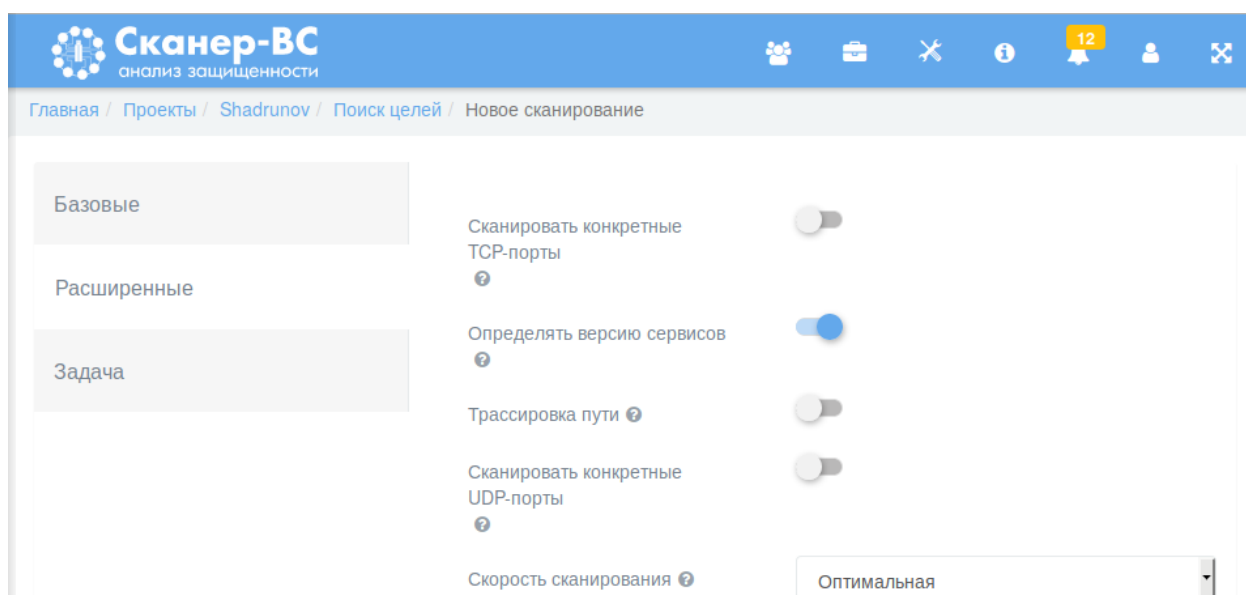 Сканер-ВС
анализ защищенности
12
Главная / Проекты / Shadrunov / Поиск целей / Новое сканирование
Базовые
Расширенные
Задача
Сканировать конкретные
TCP-порты
Определять версию сервисов
Трассировка пути
Сканировать конкретные
UDP-порты
Скорость сканирования
Оптимальная